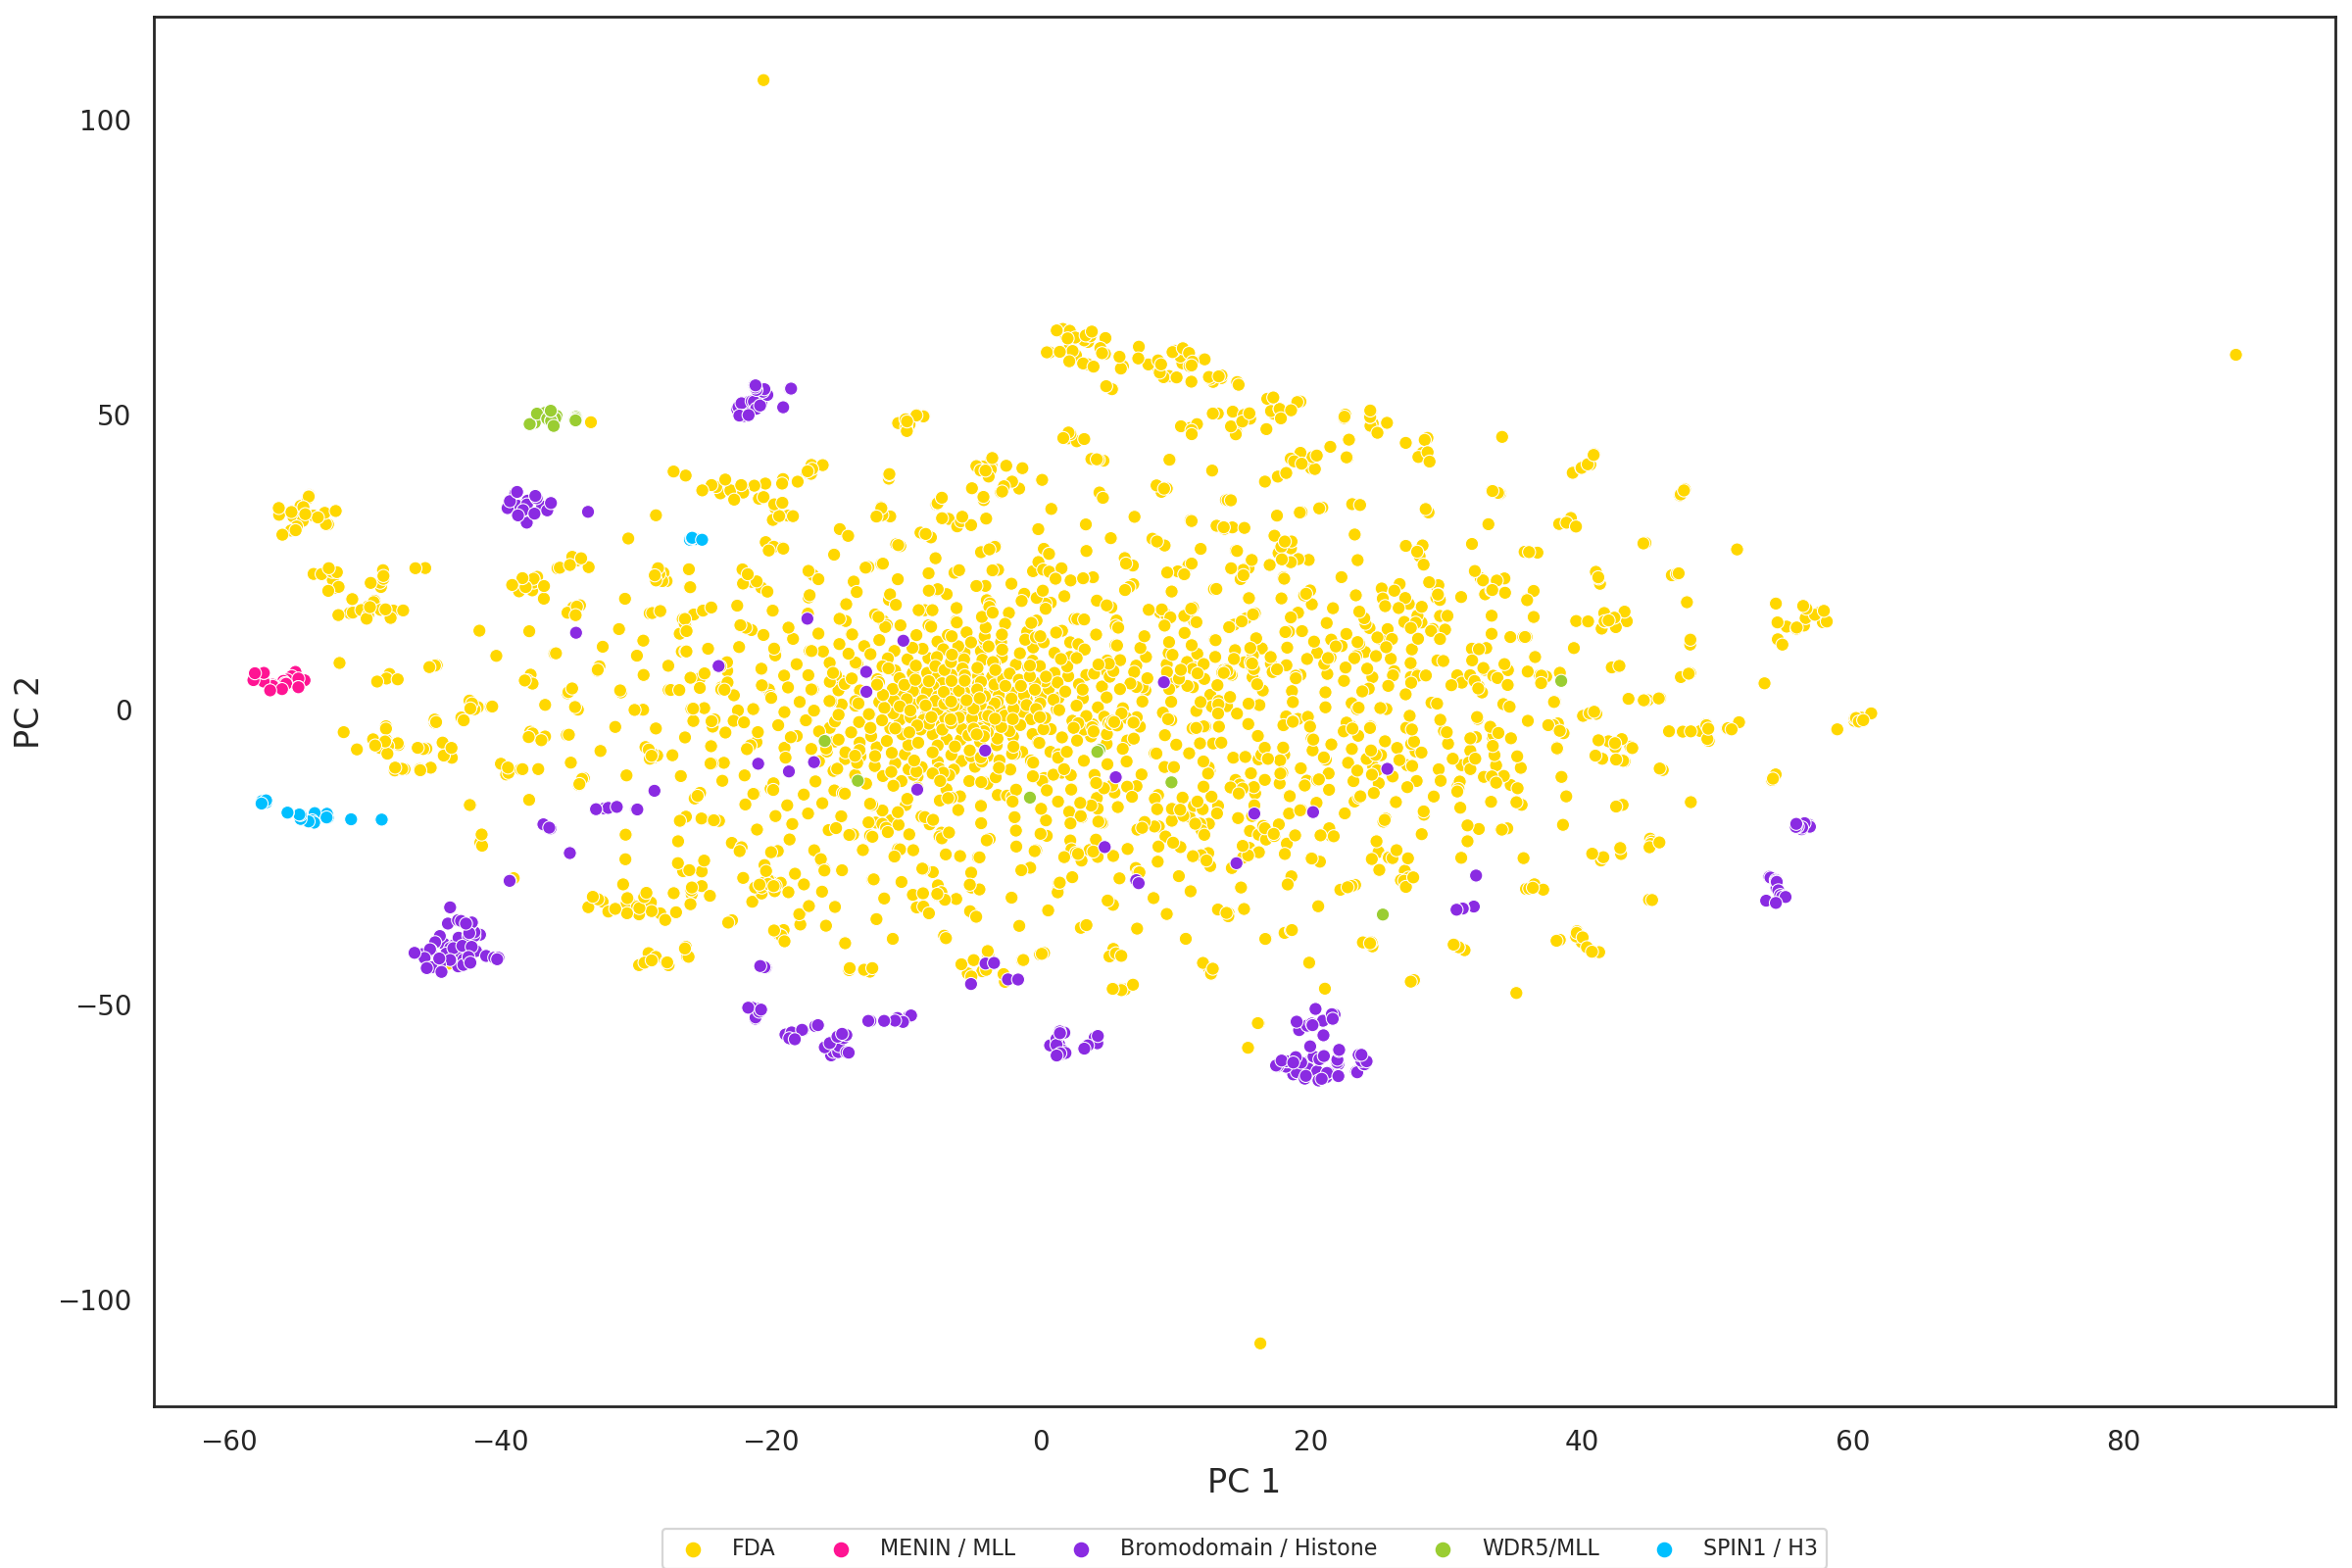 100
50
0
−50
−100
PC 2
−60 −40 −20 0 20 40 60 80
PC 1
FDA MENIN / MLL Bromodomain / Histone WDR5/MLL SPIN1 / H3